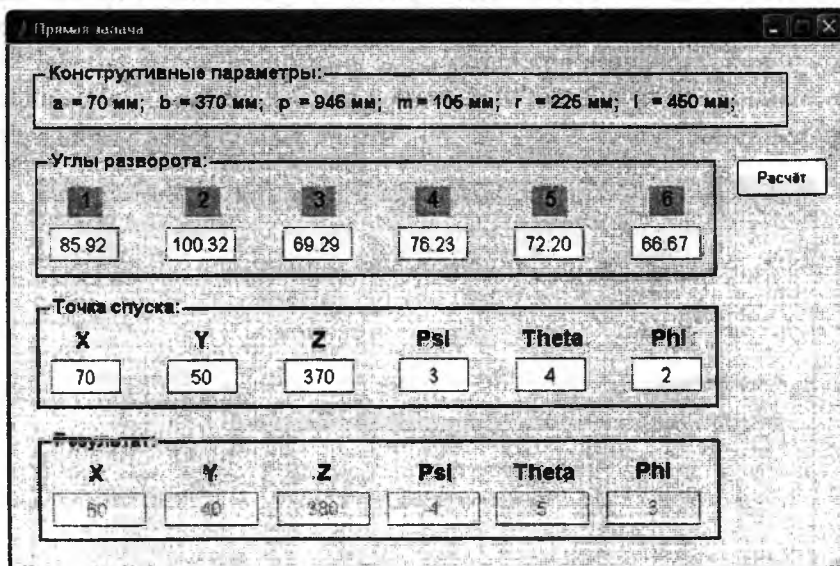 Прямая задача
Конструктивные параметры:
a = 70 мм; b = 370 мм; p = 946 мм; m = 105 мм; r = 225 мм; l = 450 мм;
Углы разворота:
1 2 3 4 5 6
85.92 100.32 69.29 76.23 72.20 66.67
Расчёт
Точка спуска:
X Y Z Psi Theta Phi
70 50 370 3 4 2
Результат:
X Y Z Psi Theta Phi
40 380 4 5 3